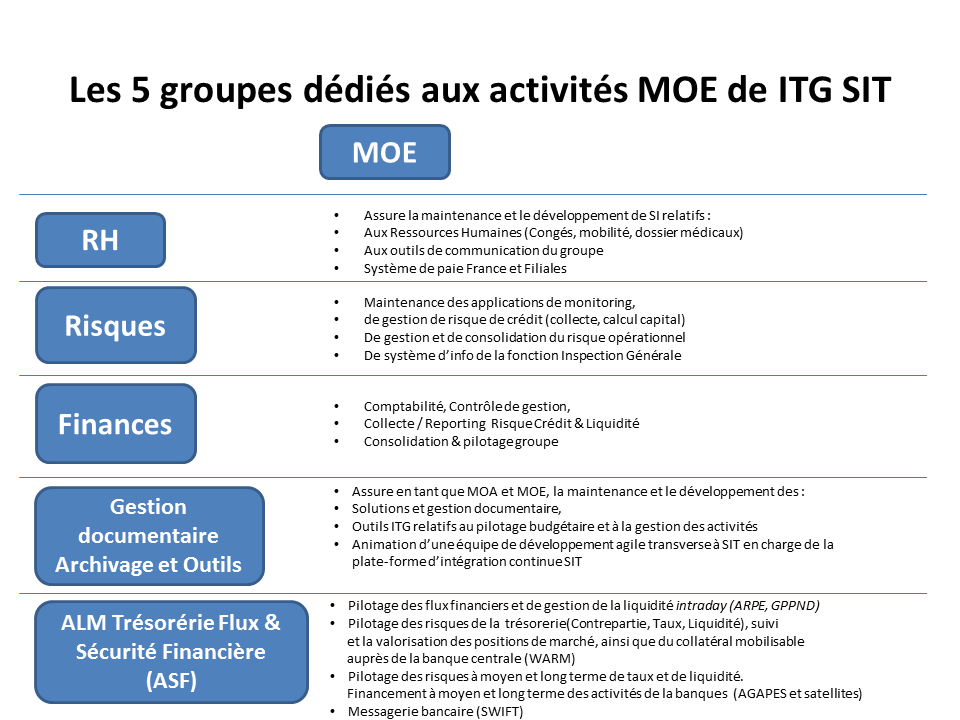 Les 5 groupes dédiés aux activités MOE de ITG SIT
MOE
RH
• Assure la maintenance et le développement de SI relatifs :
• Aux Ressources Humaines (Congés, mobilité, dossier médicaux)
• Aux outils de communication du groupe
• Système de paie France et Filiales
Risques
• Maintenance des applications de monitoring,
• de gestion de risque de crédit (collecte, calcul capital)
• De gestion et de consolidation du risque opérationnel
• De système d’info de la fonction Inspection Générale
Finances
• Comptabilité, Contrôle de gestion,
• Collecte / Reporting Risque Crédit & Liquidité
• Consolidation & pilotage groupe
Gestion
documentaire
Archivage et Outils
• Assure en tant que MOA et MOE, la maintenance et le développement des :
• Solutions et gestion documentaire,
• Outils ITG relatifs au pilotage budgétaire et à la gestion des activités
• Animation d’une équipe de développement agile transverse à SIT en charge de la
plate-forme d’intégration continue SIT
ALM Trésorérie Flux &
Sécurité Financière
(ASF)
• Pilotage des flux financiers et de gestion de la liquidité intraday (ARPE, GPPND)
• Pilotage des risques de la trésorerie(Contrepartie, Taux, Liquidité), suivi
et la valorisation des positions de marché, ainsi que du collatéral mobilisable
auprès de la banque centrale (WARM)
• Pilotage des risques à moyen et long terme de taux et de liquidité.
Financement à moyen et long terme des activités de la banques (AGAPES et satellites)
• Messagerie bancaire (SWIFT)